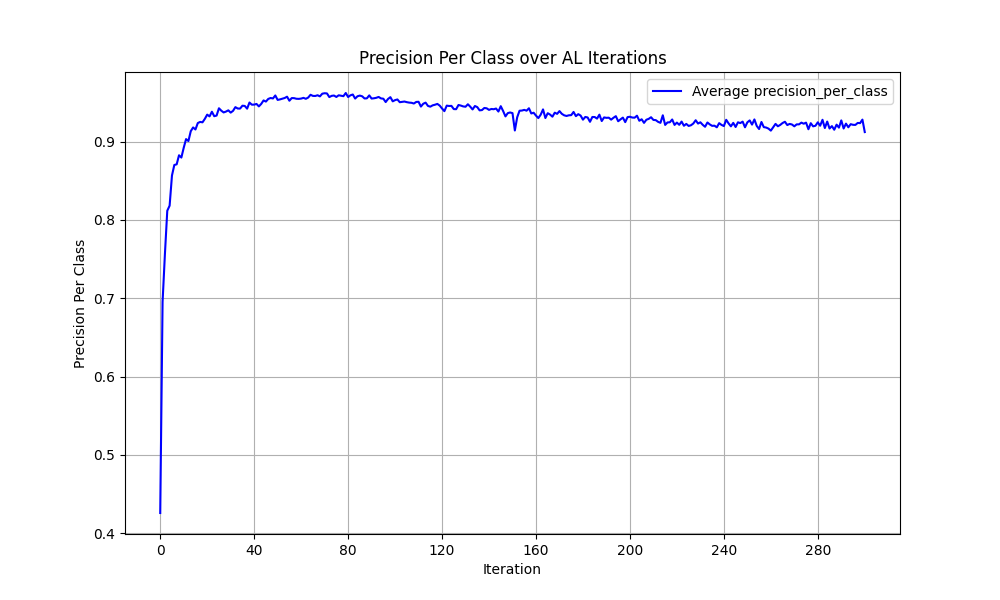 Precision Per Class over AL Iterations
Average precision_per_class
Precision Per Class
0.9
0.8
0.7
0.6
0.5
0.4
0 40 80 120 160 200 240 280
Iteration